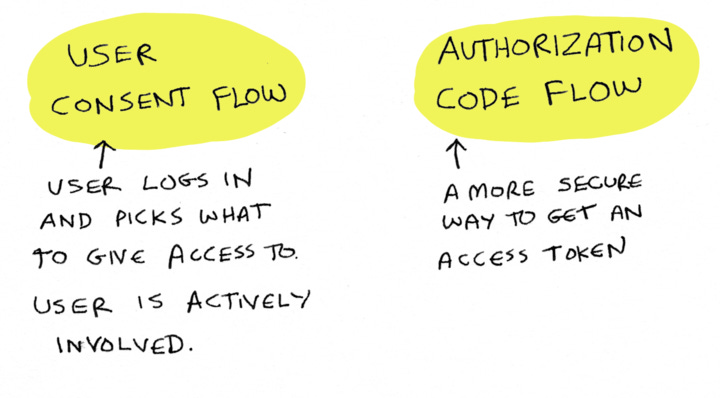 USER
CONSENT FLOW
USER LOGS IN
AND PICKS WHAT
TO GIVE ACCESS TO.
USER IS ACTIVELY
INVOLVED.
AUTHORIZATION
CODE FLOW
A MORE SECURE
WAY TO GET AN
ACCESS TOKEN